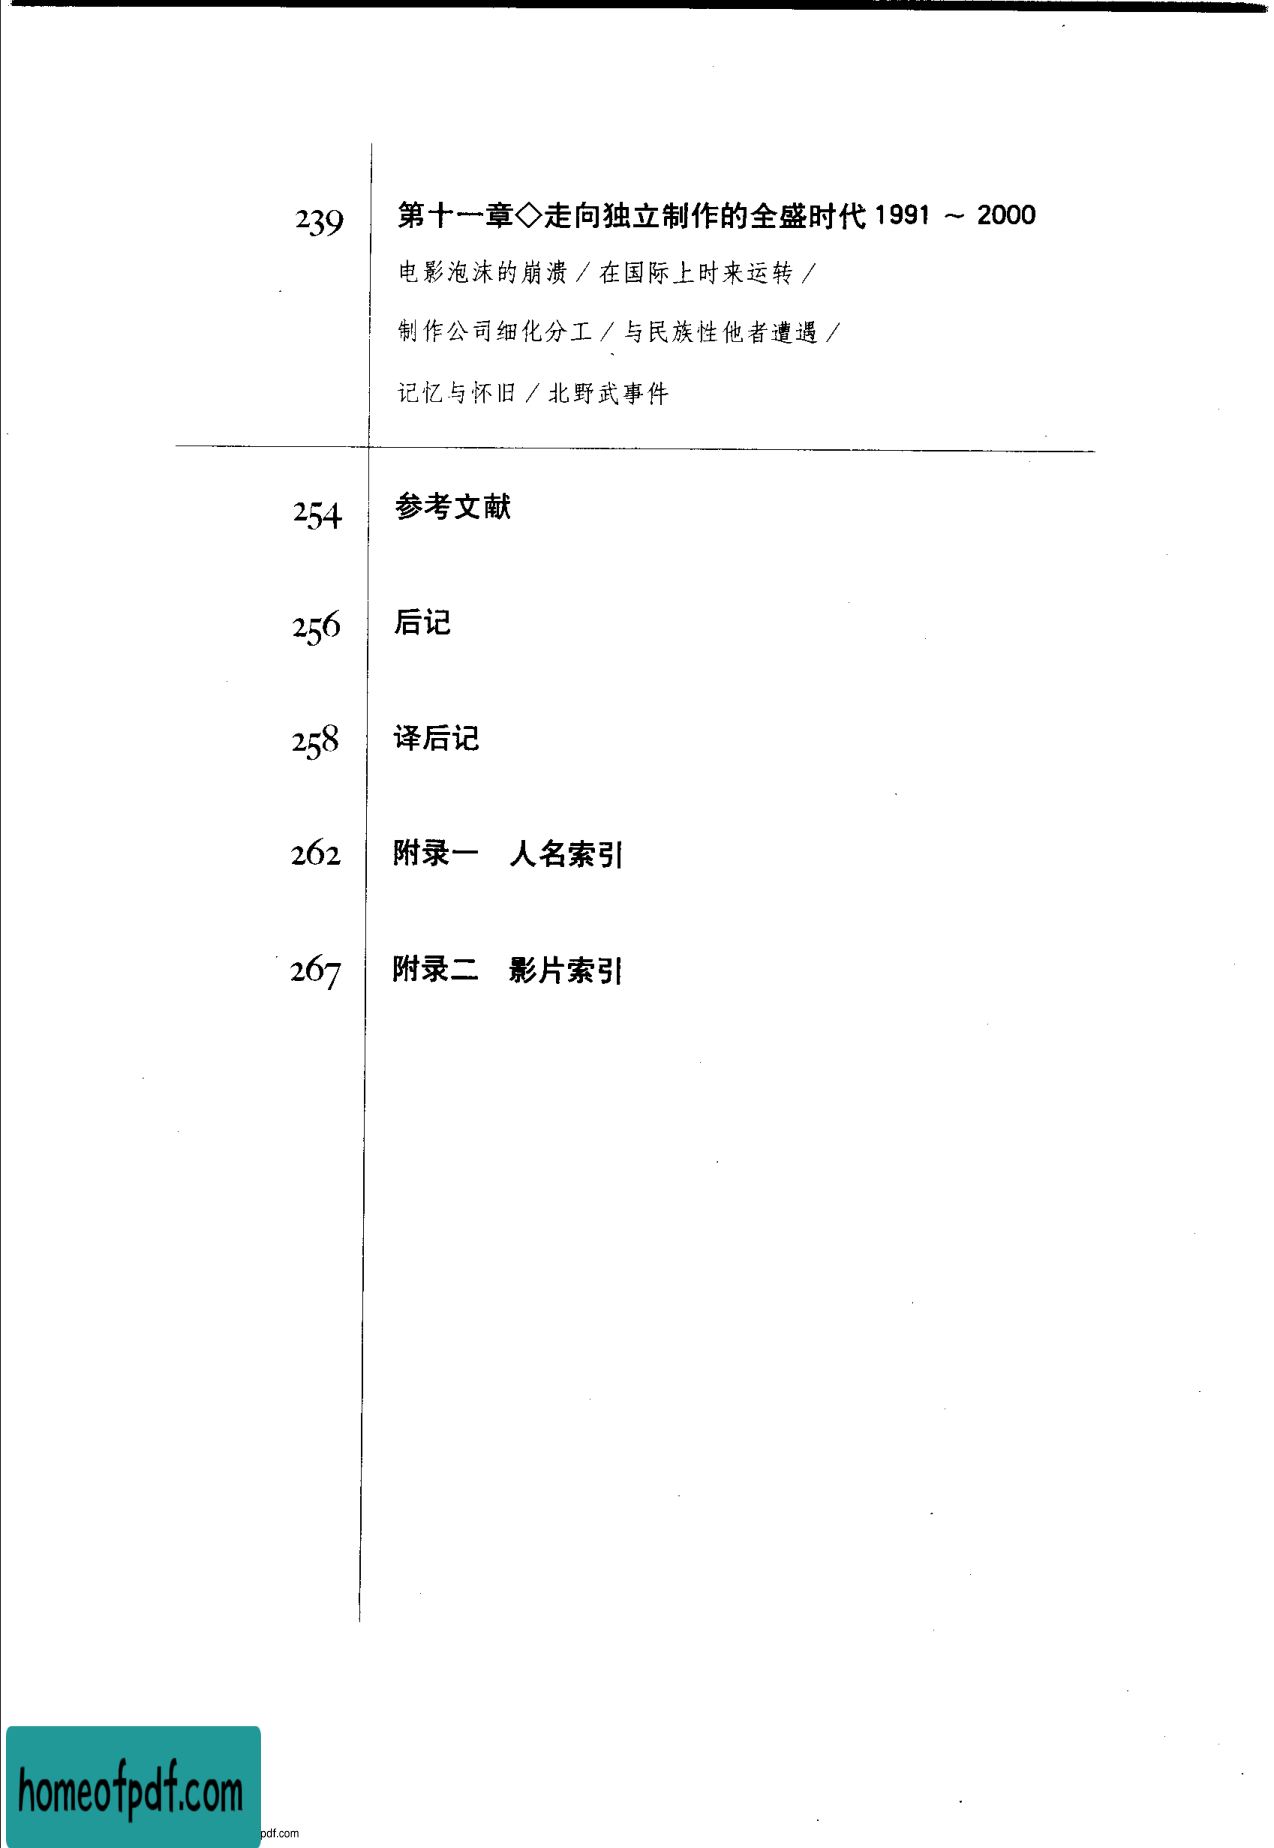 239 第十一章◇走向独立制作的全盛时代 1991 ~ 2000
电影泡沫的崩溃 / 在国际上时来运转 /
制作公司细化分工 / 与民族性他者遭遇 /
记忆与怀旧 / 北野武事件
254 参考文献
256 后记
258 译后记
262 附录一 人名索引
267 附录二 影片索引
homeofpdf.com
pdf.com